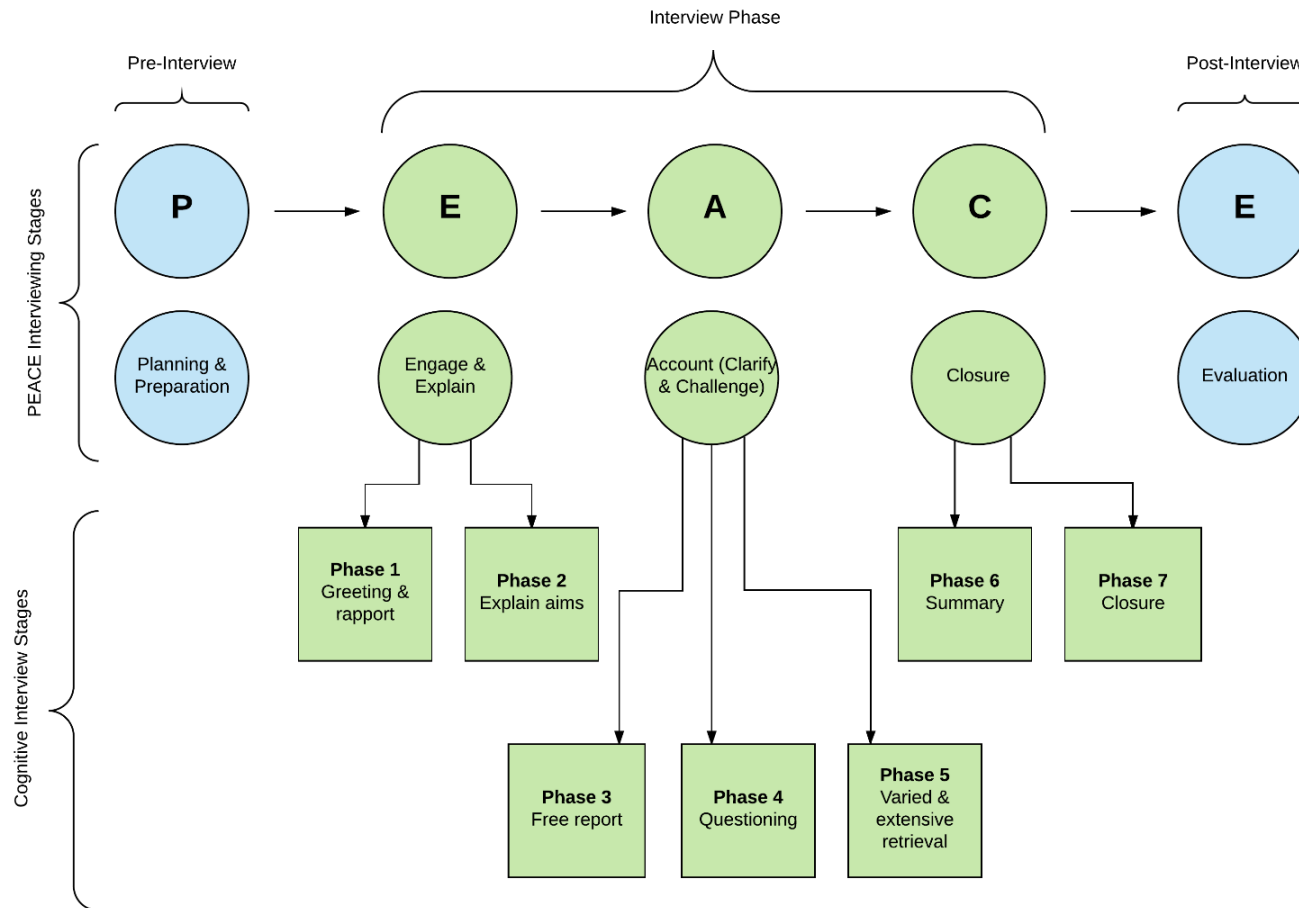 Interview Phase
Pre-Interview
Post-Interview
PEACE Interviewing Stages
P
E
A
C
E
Planning &
Preparation
Engage &
Explain
Account (Clarify
& Challenge)
Closure
Evaluation
Cognitive Interview Stages
Phase 1
Greeting &
rapport
Phase 2
Explain aims
Phase 6
Summary
Phase 7
Closure
Phase 3
Free report
Phase 4
Questioning
Phase 5
Varied &
extensive
retrieval